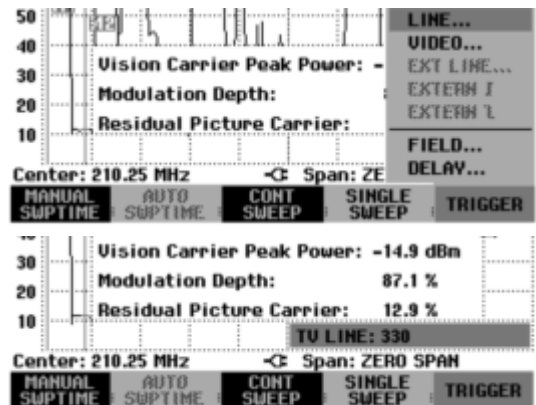 50
LINE...
40
VIDEO...
30
Vision Carrier Peak Power: -
EXT LINE...
20
Modulation Depth:
EXTERN
10
Residual Picture Carrier:
EXTERN
FIELD...
Center: 210.25 MHz Span: ZE
DELAY...
MANUAL SWPTIME
AUTO SWPTIME
CONT SWEEP
SINGLE SWEEP
TRIGGER
30
Vision Carrier Peak Power: -14.9 dBm
20
Modulation Depth: 87.1 %
10
Residual Picture Carrier: 12.9 %
TV LINE: 330
Center: 210.25 MHz Span: ZERO SPAN
MANUAL SWPTIME
AUTO SWPTIME
CONT SWEEP
SINGLE SWEEP
TRIGGER